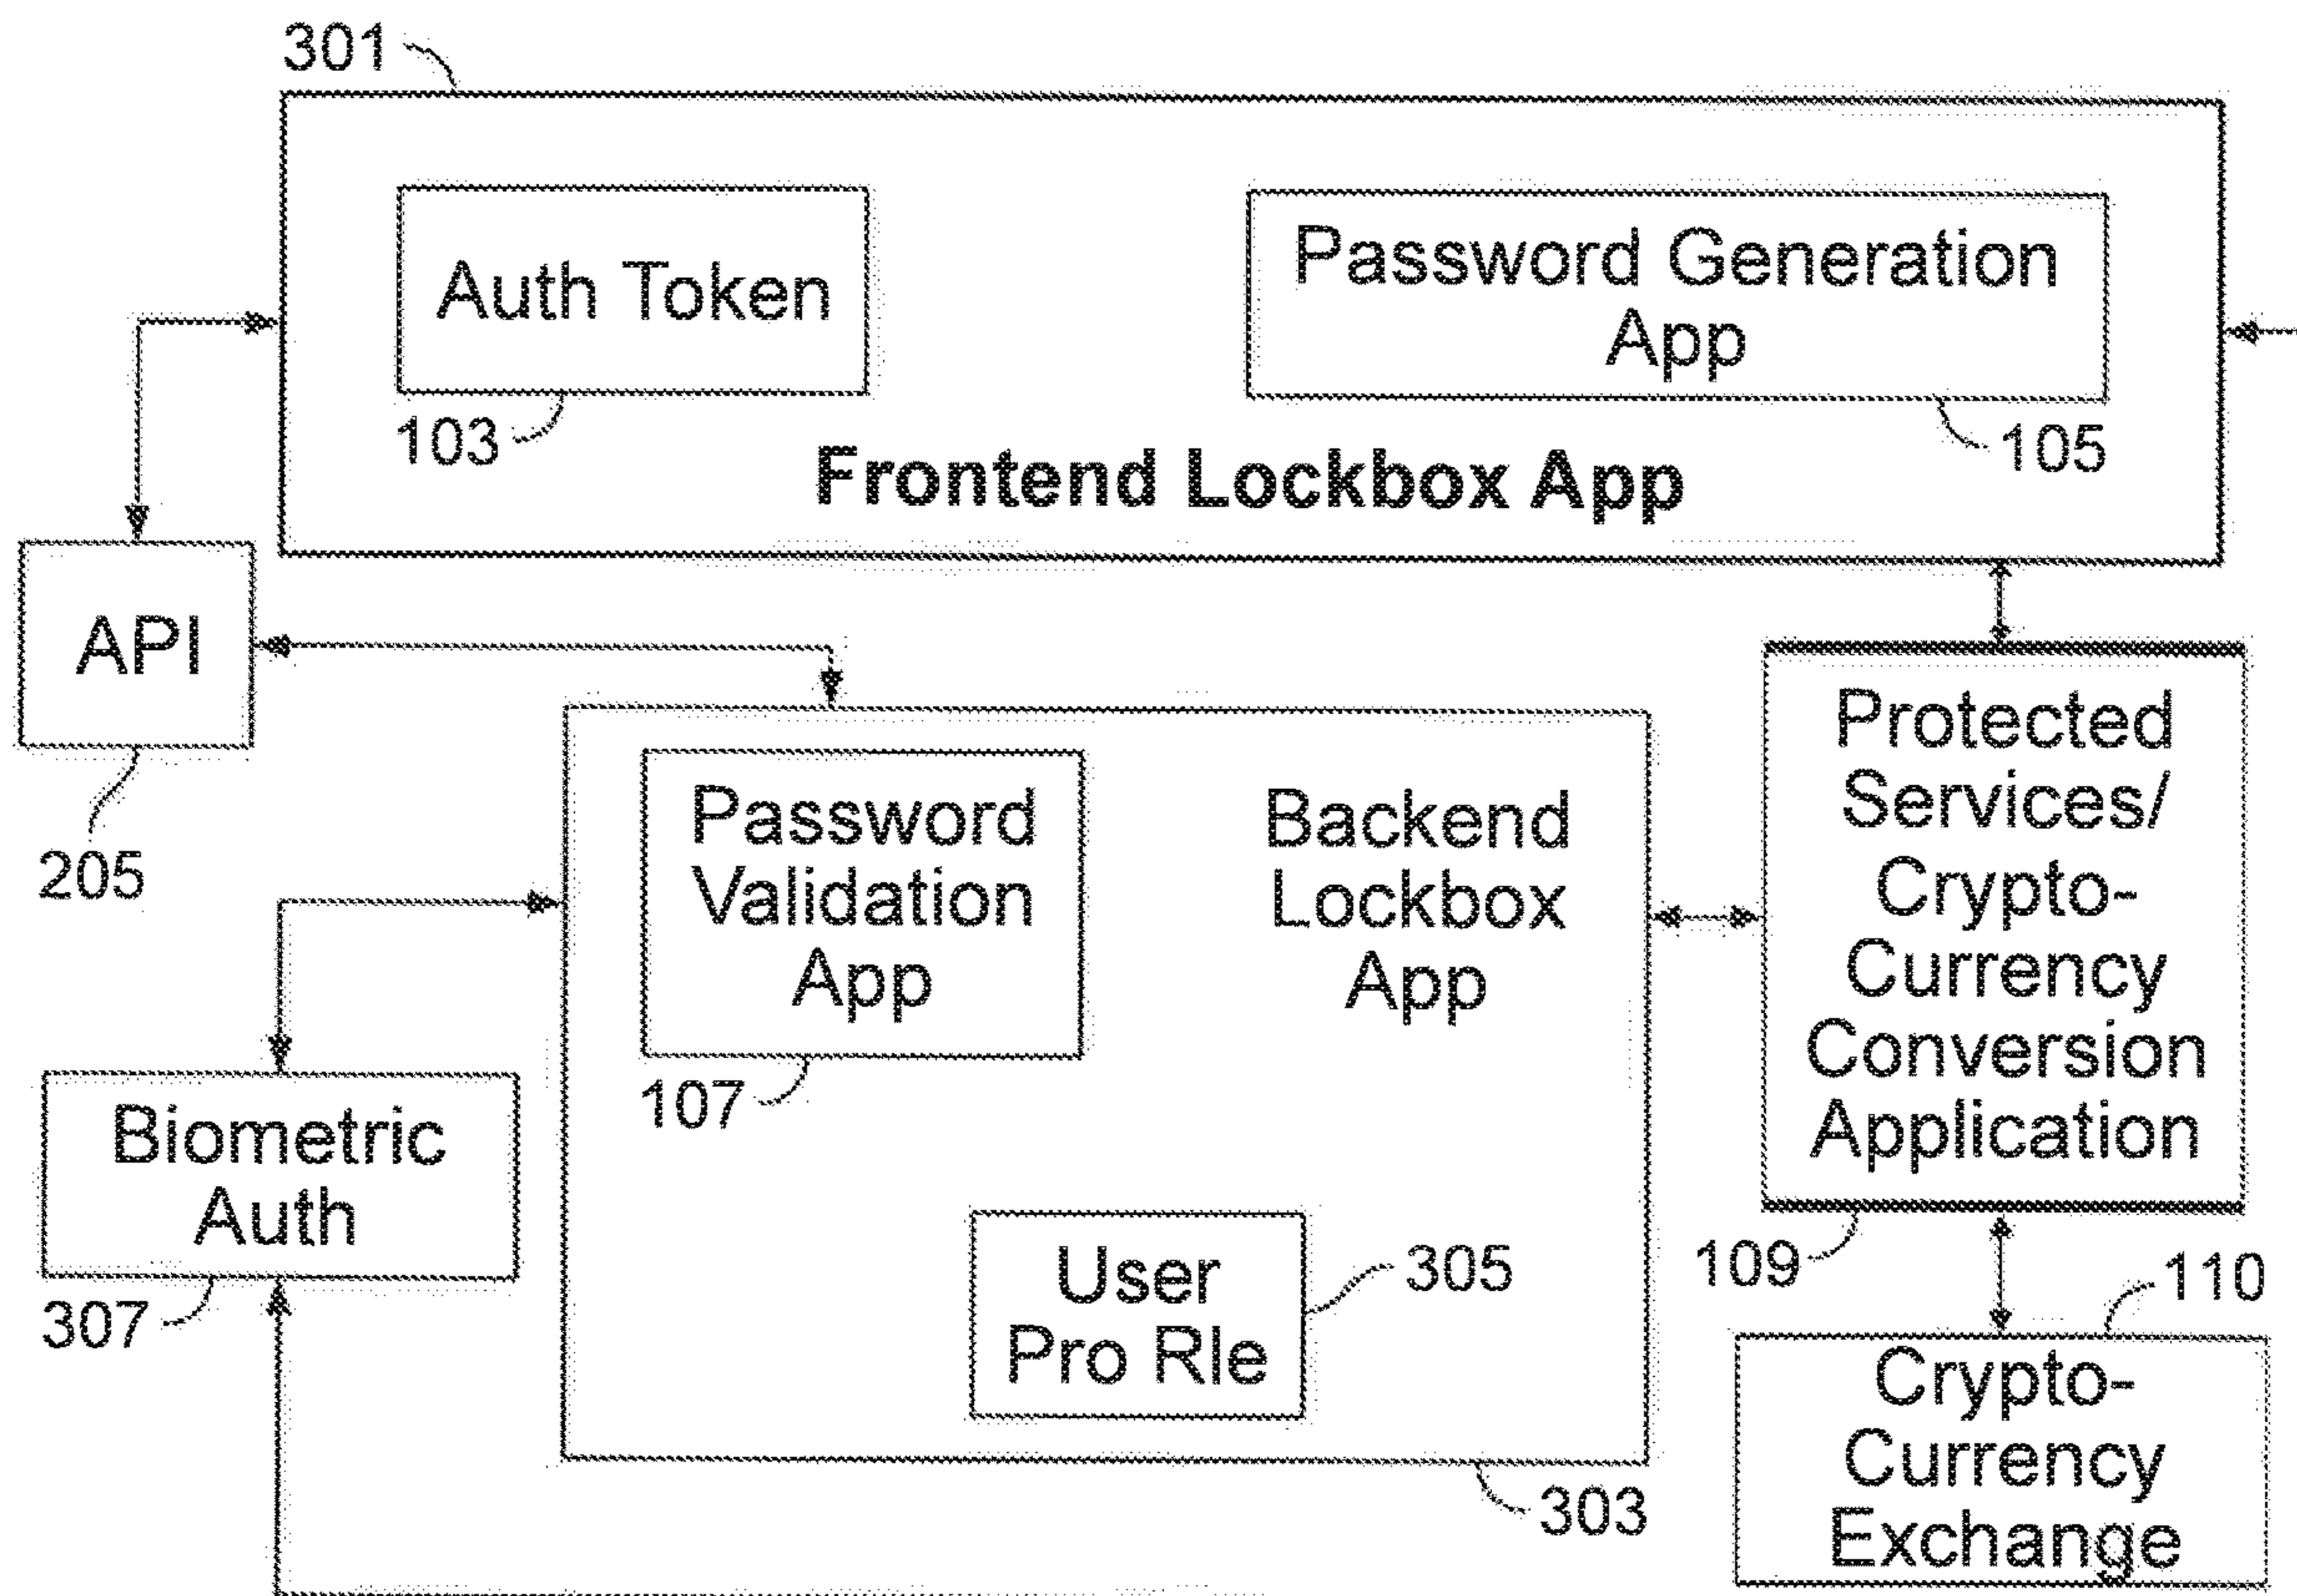 301
Auth Token
103
Password Generation
App
105
Frontend Lockbox App
API
205
Password
Validation
App
107
Backend
Lockbox
App
Protected
Services/
Crypto-
Currency
Conversion
Application
109
Biometric
Auth
307
User
Pro Rle
305
303
110
Crypto-
Currency
Exchange